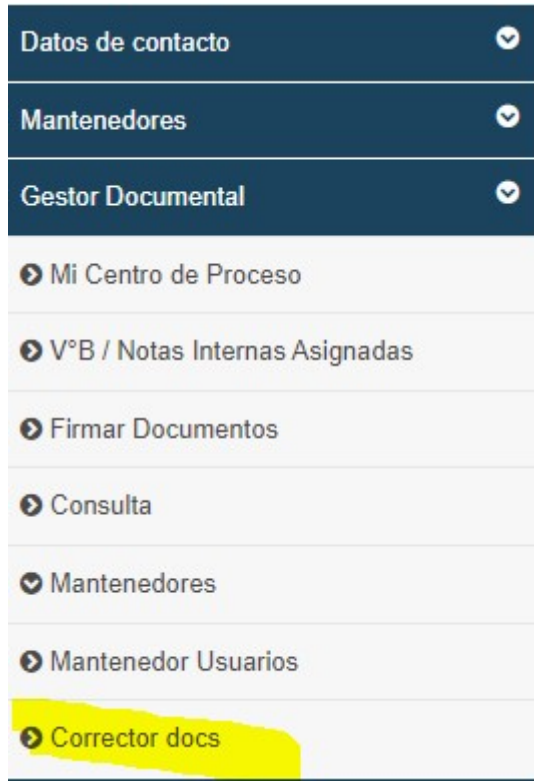 Datos de contacto
Mantenedores
Gestor Documental
Mi Centro de Proceso
V°B / Notas Internas Asignadas
Firmar Documentos
Consulta
Mantenedores
Mantenedor Usuarios
Corrector docs